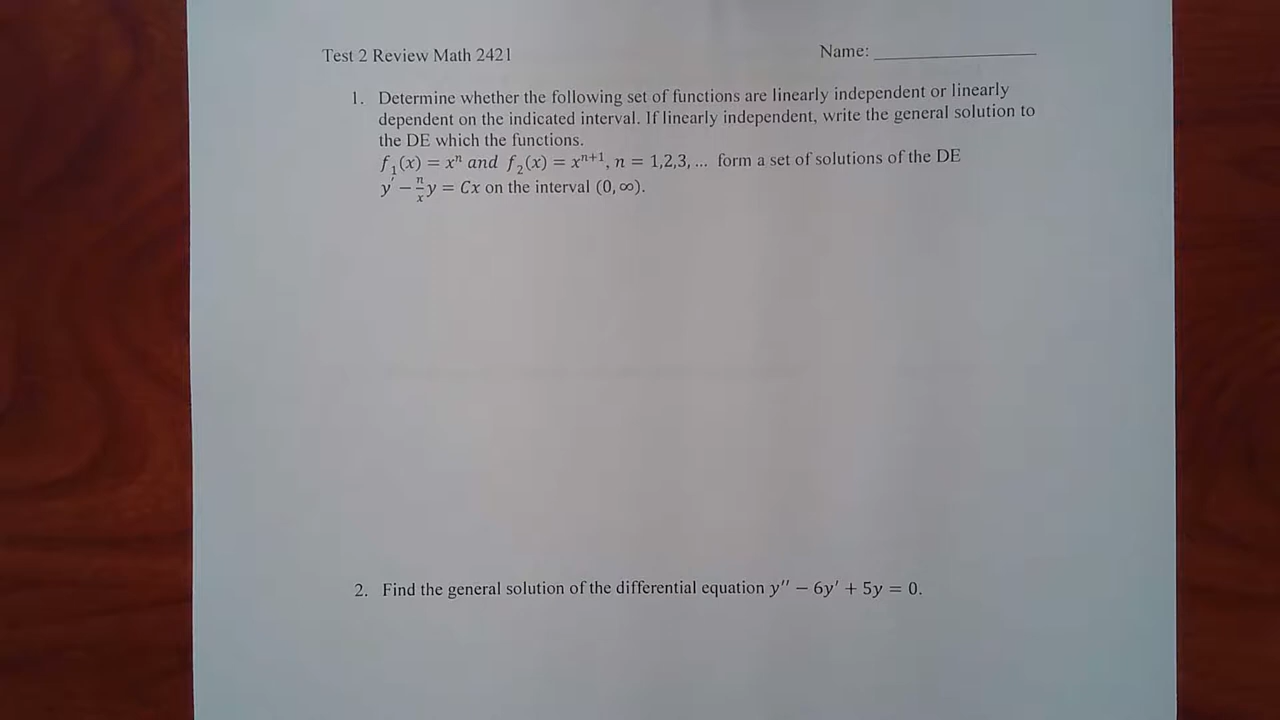 Test 2 Review Math 2421
Name: ________________
1. Determine whether the following set of functions are linearly independent or linearly
dependent on the indicated interval. If linearly independent, write the general solution to
the DE which the functions.
f₁(x) = xⁿ and f₂(x) = xⁿ⁺¹, n = 1,2,3, … form a set of solutions of the DE
y′ − n/x y = Cx on the interval (0, ∞).
2. Find the general solution of the differential equation y′′ − 6y′ + 5y = 0.